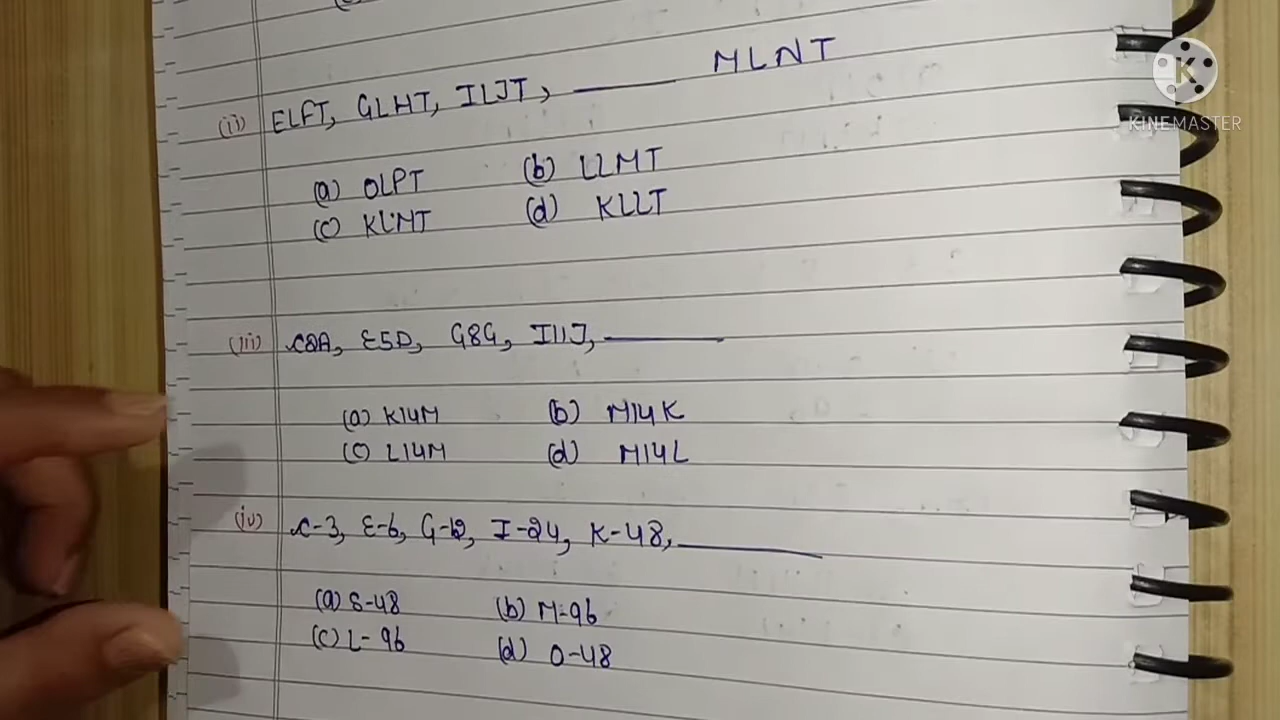 (ii) ELFT, GLHT, ILJT, ______ MLNT
(a) OLPT (b) LLMT
(c) KLMT (d) KLLT
(iii) C2A, E5D, G8G, I11J, ______
(a) K14M (b) M14K
(c) L14M (d) M14L
(iv) C-3, E-6, G-12, I-24, K-48, ______
(a) S-48 (b) M-96
(c) L-96 (d) O-48
K
KINEMASTER